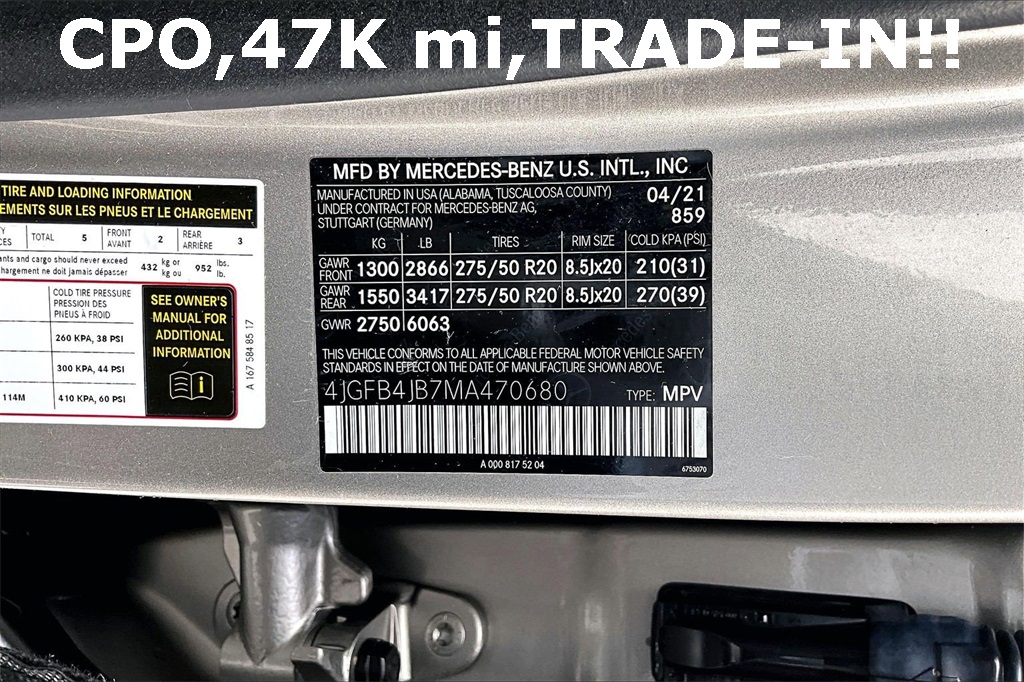 CPO,47K mi,TRADE-IN!!
TIRE AND LOADING INFORMATION
EMENTS SUR LES PNEUS ET LE CHARGEMENT
TOTAL 5 FRONT AVANT 2 REAR ARRIÈRE 3
ants and cargo should never exceed
hargement ne doit jamais dépasser
432 kg or kg ou 952 lbs. lb.
COLD TIRE PRESSURE
PRESSION DES
PNEUS À FROID
260 KPA, 38 PSI
300 KPA, 44 PSI
114M 410 KPA, 60 PSI
SEE OWNER'S
MANUAL FOR
ADDITIONAL
INFORMATION
A 167 584 85 17
MFD BY MERCEDES-BENZ U.S. INTL., INC
MANUFACTURED IN USA (ALABAMA, TUSCALOOSA COUNTY) 04/21
UNDER CONTRACT FOR MERCEDES-BENZ AG, 859
STUTTGART (GERMANY)
KG LB TIRES RIM SIZE COLD KPA (PSI)
GAWR FRONT 1300 2866 275/50 R20 8.5Jx20 210(31)
GAWR REAR 1550 3417 275/50 R20 8.5Jx20 270(39)
GVWR 2750 6063
THIS VEHICLE CONFORMS TO ALL APPLICABLE FEDERAL MOTOR VEHICLE SAFETY
STANDARDS IN EFFECT ON THE DATE OF MANUFACTURE SHOWN ABOVE.
4JGFB4JB7MA470680 TYPE: MPV
A 000 817 52 04
6753070